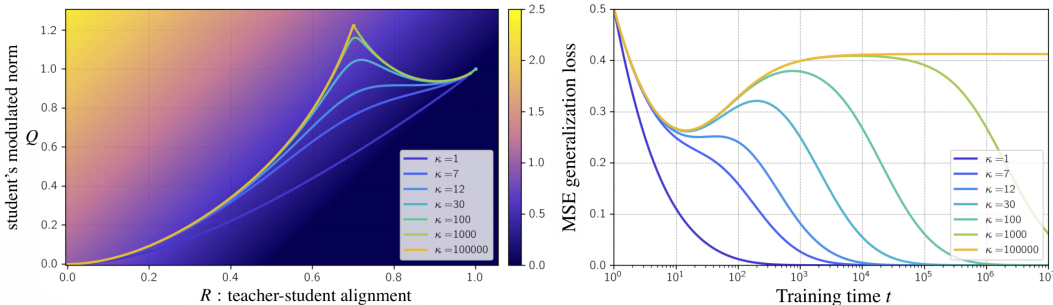 1.2
1.0
0.8
0.6
0.4
0.2
0.0
student's modulated norm
Q
0.0 0.2 0.4 0.6 0.8 1.0
R : teacher-student alignment
κ = 1
κ = 7
κ = 12
κ = 30
κ = 100
κ = 1000
κ = 100000
2.5
2.0
1.5
1.0
0.5
0.0
MSE generalization loss
0.5
0.4
0.3
0.2
0.1
0.0
10⁰ 10¹ 10² 10³ 10⁴ 10⁵ 10⁶ 10
Training time t
κ = 1
κ = 7
κ = 12
κ = 30
κ = 100
κ = 1000
κ = 100000